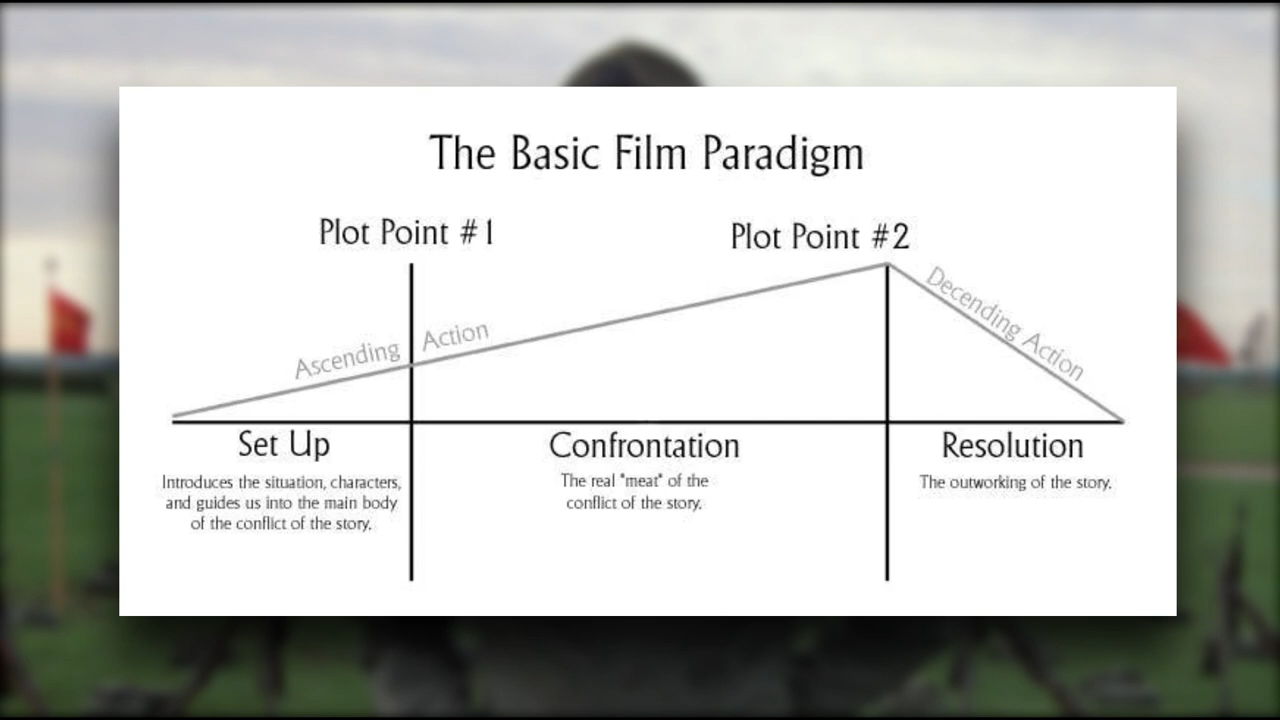 The Basic Film Paradigm
Plot Point #1
Plot Point #2
Ascending Action
Decending Action
Set Up
Introduces the situation, characters,
and guides us into the main body
of the conflict of the story.
Confrontation
The real "meat" of the
conflict of the story.
Resolution
The outworking of the story.